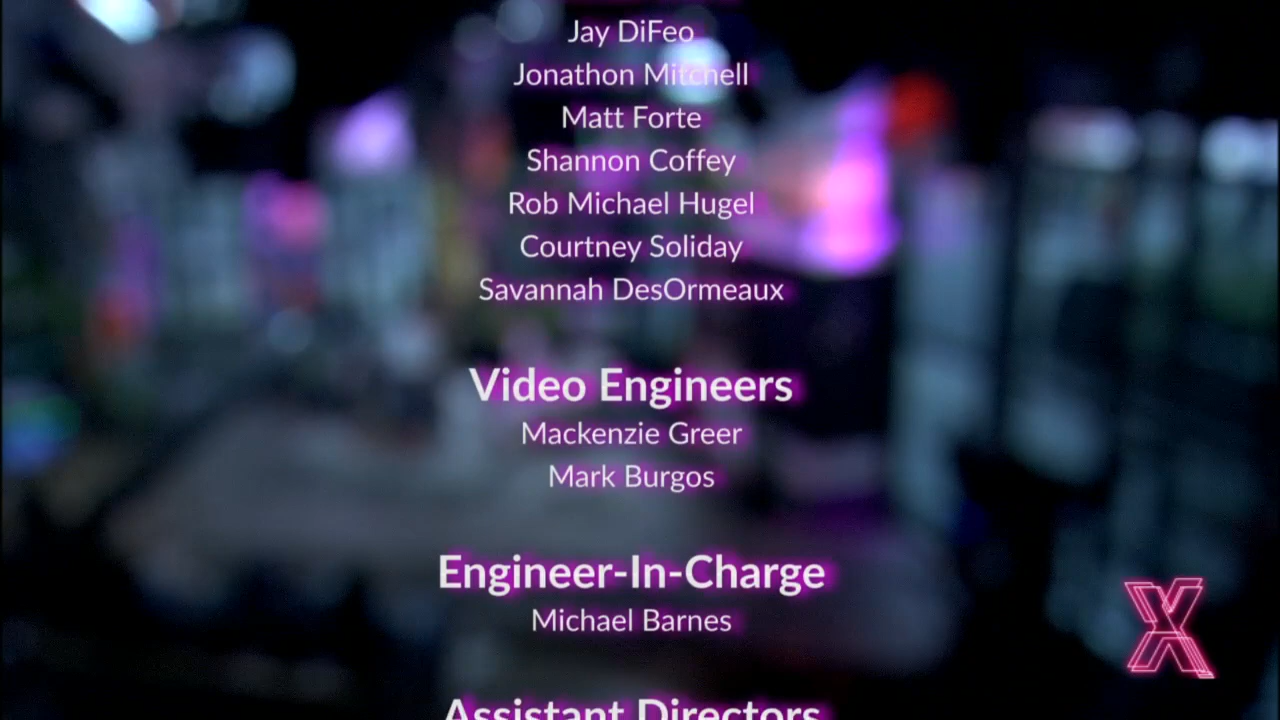 Jay DiFeo
Jonathon Mitchell
Matt Forte
Shannon Coffey
Rob Michael Hugel
Courtney Soliday
Savannah DesOrmeaux
Video Engineers
Mackenzie Greer
Mark Burgos
Engineer-In-Charge
Michael Barnes
X
Assistant Directors